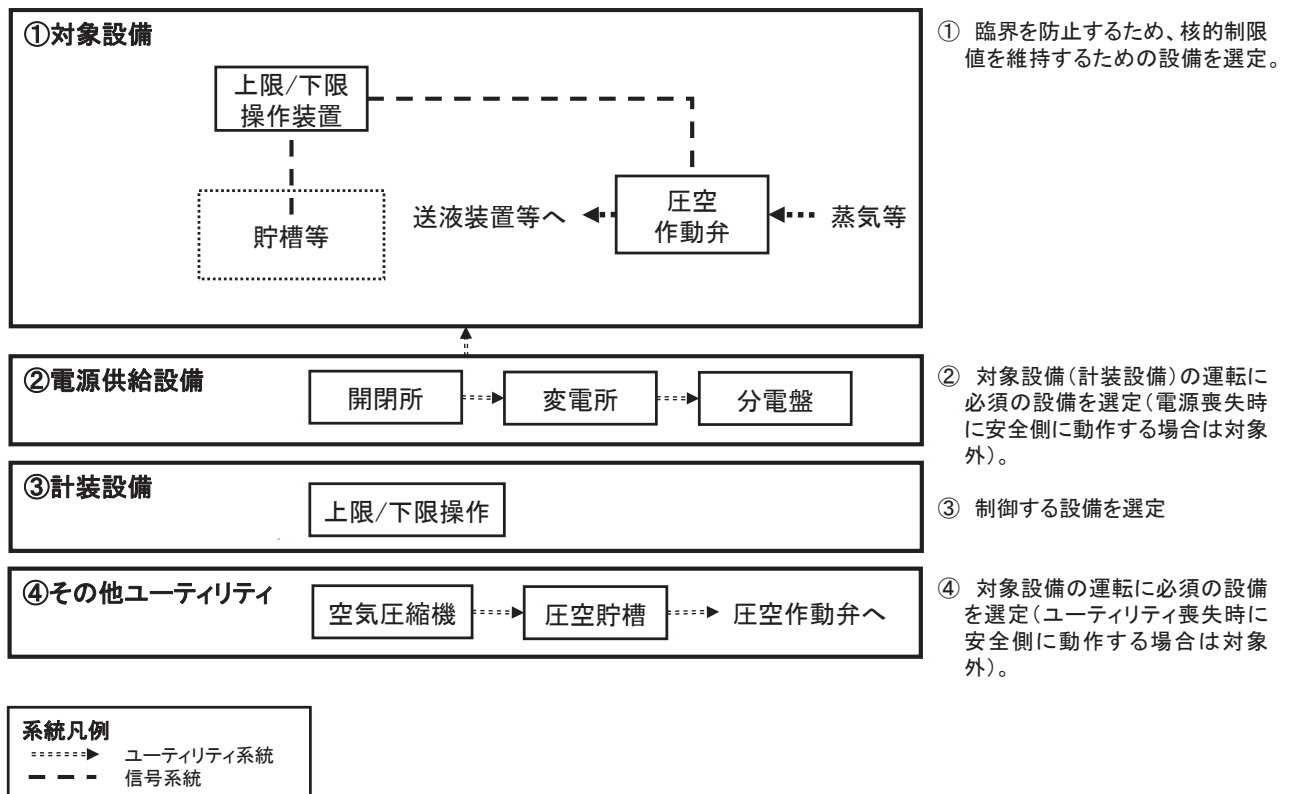 ①対象設備
上限/下限
操作装置
貯槽等
送液装置等へ
圧空
作動弁
蒸気等
① 臨界を防止するため、核的制限
値を維持するための設備を選定。
②電源供給設備
開閉所
変電所
分電盤
② 対象設備(計装設備)の運転に
必須の設備を選定(電源喪失時
に安全側に動作する場合は対象
外)。
③計装設備
上限/下限操作
③ 制御する設備を選定
④その他ユーティリティ
空気圧縮機
圧空貯槽
圧空作動弁へ
④ 対象設備の運転に必須の設備
を選定(ユーティリティ喪失時に
安全側に動作する場合は対象
外)。
系統凡例
ユーティリティ系統
信号系統